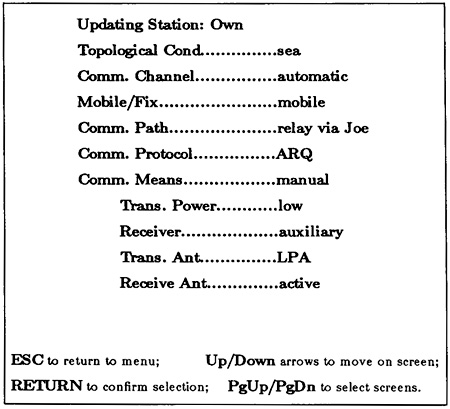 Updating Station: Own
Topological Cond..............sea
Comm. Channel...............automatic
Mobile/Fix.....................mobile
Comm. Path...................relay via Joe
Comm. Protocol...............ARQ
Comm. Means.................manual
Trans. Power...........low
Receiver..................auxiliary
Trans. Ant..............LPA
Receive Ant.............active
ESC to return to menu; Up/Down arrows to move on screen;
RETURN to confirm selection; PgUp/PgDn to select screens.